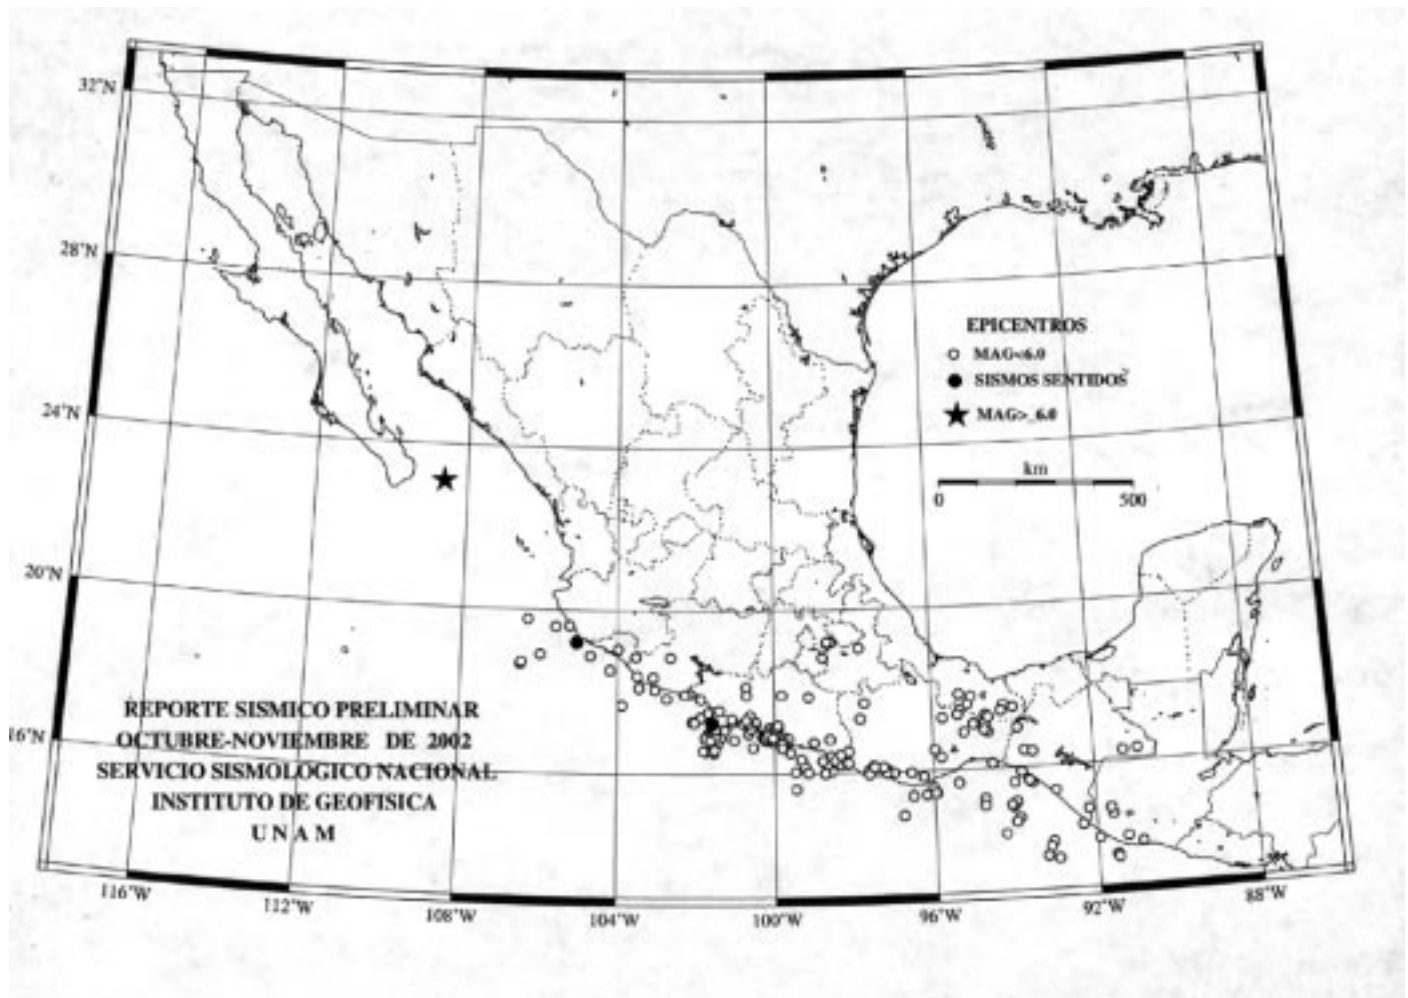 32°N
28°N
24°N
20°N
16°N
EPICENTROS
MAG<6.0
SISMOS SENTIDOS
MAG>_6.0
km
0 500
REPORTE SISMICO PRELIMINAR
OCTUBRE-NOVIEMBRE DE 2002
SERVICIO SISMOLOGICO NACIONAL
INSTITUTO DE GEOFISICA
U N A M
116°W 112°W 108°W 104°W 100°W 96°W 92°W 88°W